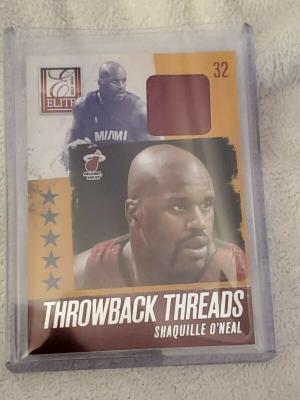 32
E
ELITE
MIAMI
MIAMI HEAT
THROWBACK THREADS
SHAQUILLE O'NEAL